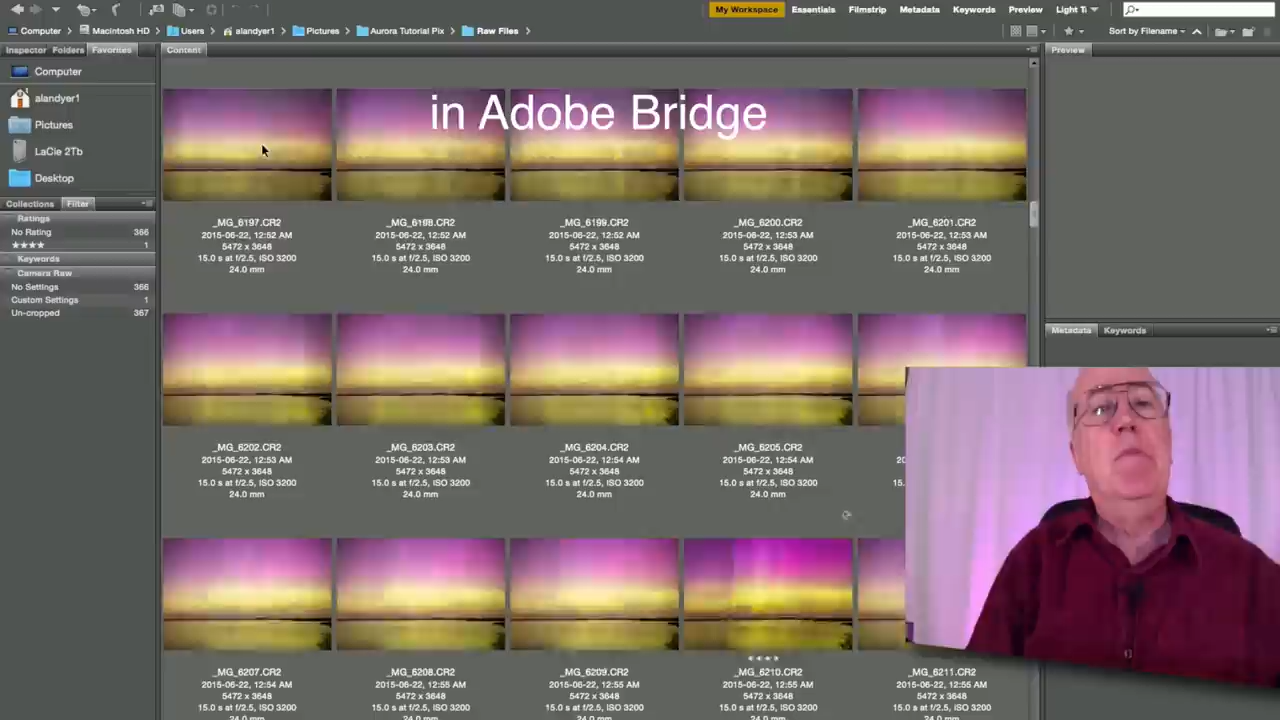 My Workspace Essentials Filmstrip Metadata Keywords Preview Light T
Computer Macintosh HD Users alandyer1 Pictures Aurora Tutorial Pix Raw Files Sort by Filename
Inspector Folders Favorites Content Preview
Computer
alandyer1
Pictures
LaCie 2Tb
Desktop
Collections Filter
Ratings
No Rating 366
★★★★ 1
Keywords
Camera Raw
No Settings 366
Custom Settings 1
Un-cropped 367
in Adobe Bridge
_MG_6197.CR2 _MG_6198.CR2 _MG_6199.CR2 _MG_6200.CR2 _MG_6201.CR2
2015-06-22, 12:52 AM 2015-06-22, 12:52 AM 2015-06-22, 12:52 AM 2015-06-22, 12:53 AM 2015-06-22, 12:53 AM
5472 x 3648 5472 x 3648 5472 x 3648 5472 x 3648 5472 x 3648
15.0 s at f/2.5, ISO 3200 15.0 s at f/2.5, ISO 3200 15.0 s at f/2.5, ISO 3200 15.0 s at f/2.5, ISO 3200 15.0 s at f/2.5, ISO 3200
24.0 mm 24.0 mm 24.0 mm 24.0 mm 24.0 mm
Metadata Keywords
_MG_6202.CR2 _MG_6203.CR2 _MG_6204.CR2 _MG_6205.CR2
2015-06-22, 12:53 AM 2015-06-22, 12:53 AM 2015-06-22, 12:54 AM 2015-06-22, 12:54 AM
5472 x 3648 5472 x 3648 5472 x 3648 5472 x 3648
15.0 s at f/2.5, ISO 3200 15.0 s at f/2.5, ISO 3200 15.0 s at f/2.5, ISO 3200 15.0 s at f/2.5, ISO 3200
24.0 mm 24.0 mm 24.0 mm 24.0 mm
_MG_6207.CR2 _MG_6208.CR2 _MG_6209.CR2 _MG_6210.CR2 _MG_6211.CR2
2015-06-22, 12:54 AM 2015-06-22, 12:55 AM 2015-06-22, 12:55 AM 2015-06-22, 12:55 AM 2015-06-22, 12:55 AM
5472 x 3648 5472 x 3648 5472 x 3648 5472 x 3648 5472 x 3648
15.0 s at f/2.5, ISO 3200 15.0 s at f/2.5, ISO 3200 15.0 s at f/2.5, ISO 3200 15.0 s at f/2.5, ISO 3200 15.0 s at f/2.5, ISO 3200